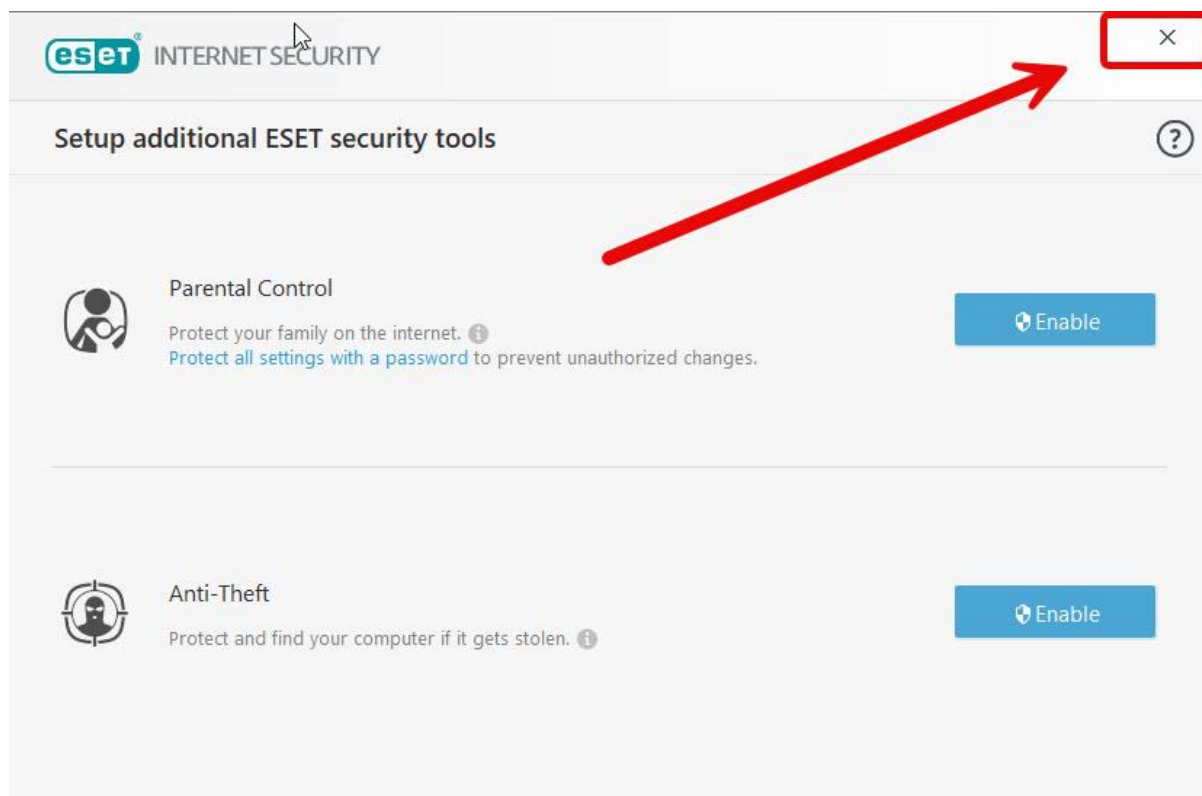 eset® INTERNET SECURITY
Setup additional ESET security tools
?
Parental Control
Protect your family on the internet.
Protect all settings with a password to prevent unauthorized changes.
Enable
Anti-Theft
Protect and find your computer if it gets stolen.
Enable